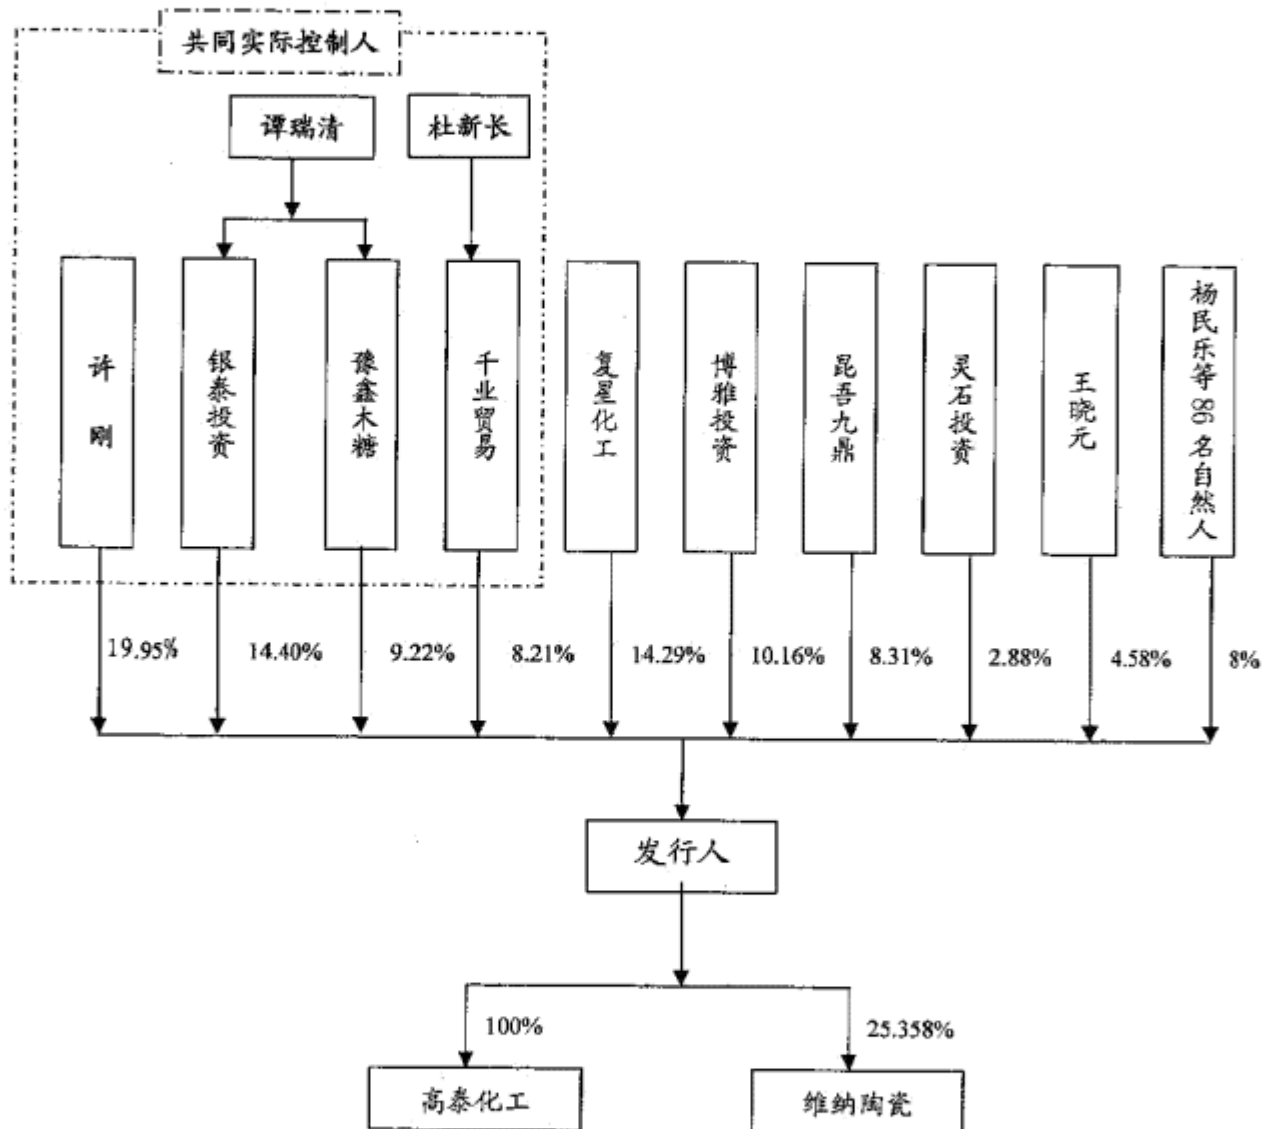 共同实际控制人
谭瑞清
杜新长
许刚
银泰投资
豫鑫木糖
千业贸易
复星化工
博雅投资
昆吾九鼎
灵石投资
王晓元
杨民乐等86名自然人
19.95%
14.40%
9.22%
8.21%
14.29%
10.16%
8.31%
2.88%
4.58%
8%
发行人
100%
25.358%
高泰化工
维纳陶瓷